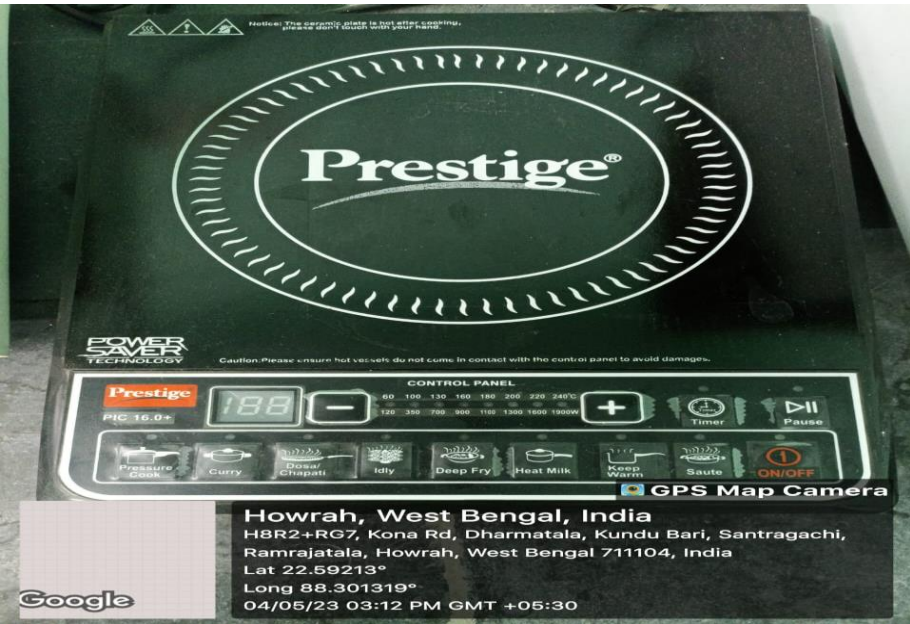 Notice: The ceramic plate is hot after cooking,
please don't touch with your hand.
Prestige®
POWER
SAVER
TECHNOLOGY
Caution:Please ensure hot vessels do not come in contact with the control panel to avoid damages.
CONTROL PANEL
Prestige
PIC 16.0+
188
−
60 100 130 160 180 200 220 240°C
120 350 700 900 1100 1300 1600 1900W
+
Timer
Pause
Pressure
Cook
Curry
Dosa/
Chapati
Idly
Deep Fry
Heat Milk
Keep
Warm
Saute
ON/OFF
GPS Map Camera
Howrah, West Bengal, India
H8R2+RG7, Kona Rd, Dharmatala, Kundu Bari, Santragachi,
Ramrajatala, Howrah, West Bengal 711104, India
Lat 22.59213°
Long 88.301319°
04/05/23 03:12 PM GMT +05:30
Google